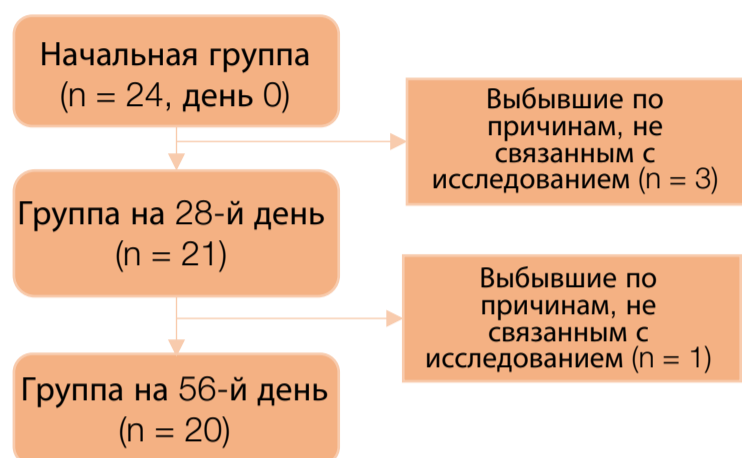 Начальная группа
(n = 24, день 0)
Выбывшие по
причинам, не
связанным с
исследованием (n = 3)
Группа на 28-й день
(n = 21)
Выбывшие по
причинам, не
связанным с
исследованием (n = 1)
Группа на 56-й день
(n = 20)